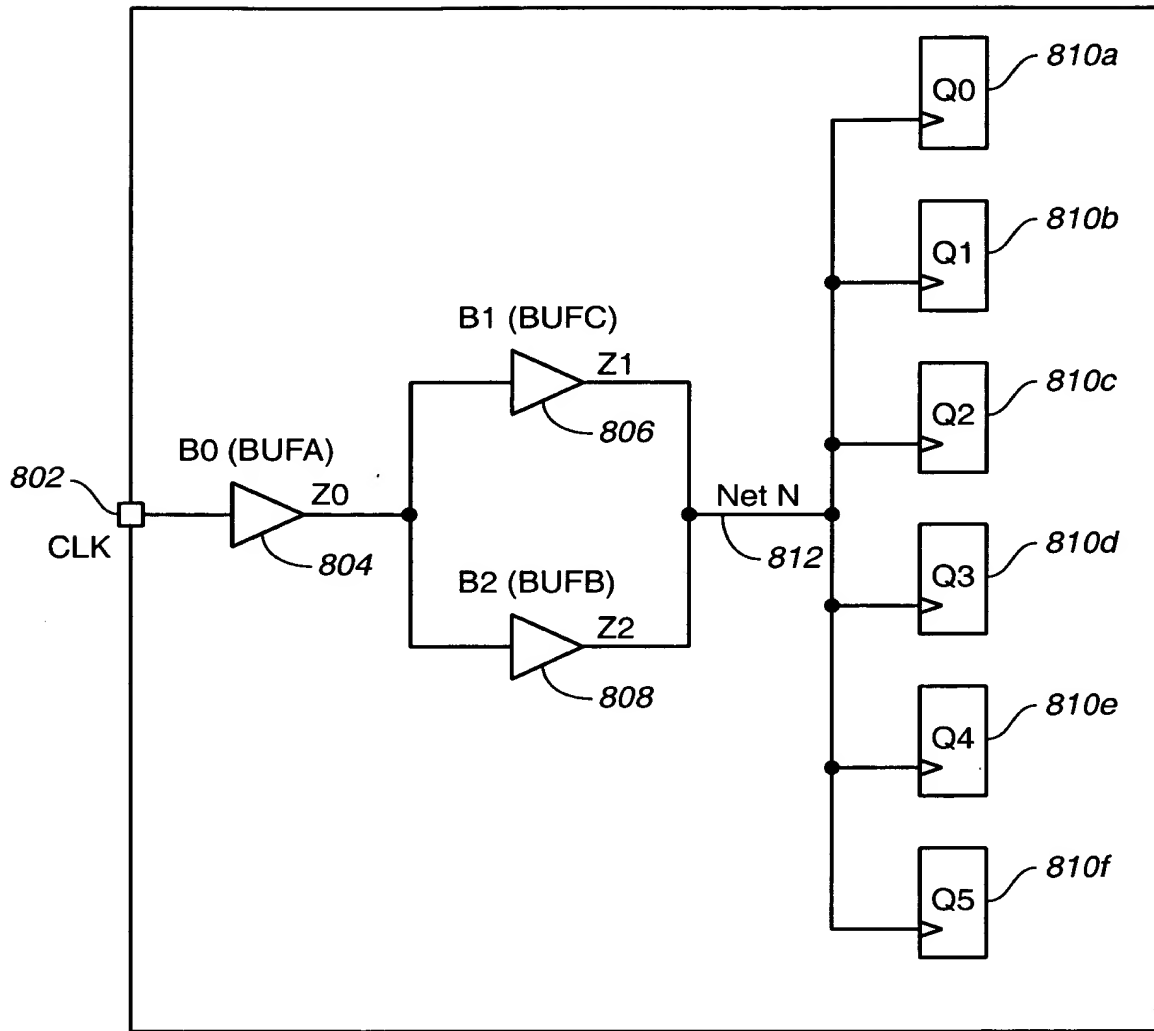 810a
Q0
810b
Q1
B1 (BUFC)
Z1
810c
Q2
806
B0 (BUFA)
802
Z0
Net N
CLK
804
812
810d
Q3
B2 (BUFB)
Z2
808
810e
Q4
810f
Q5